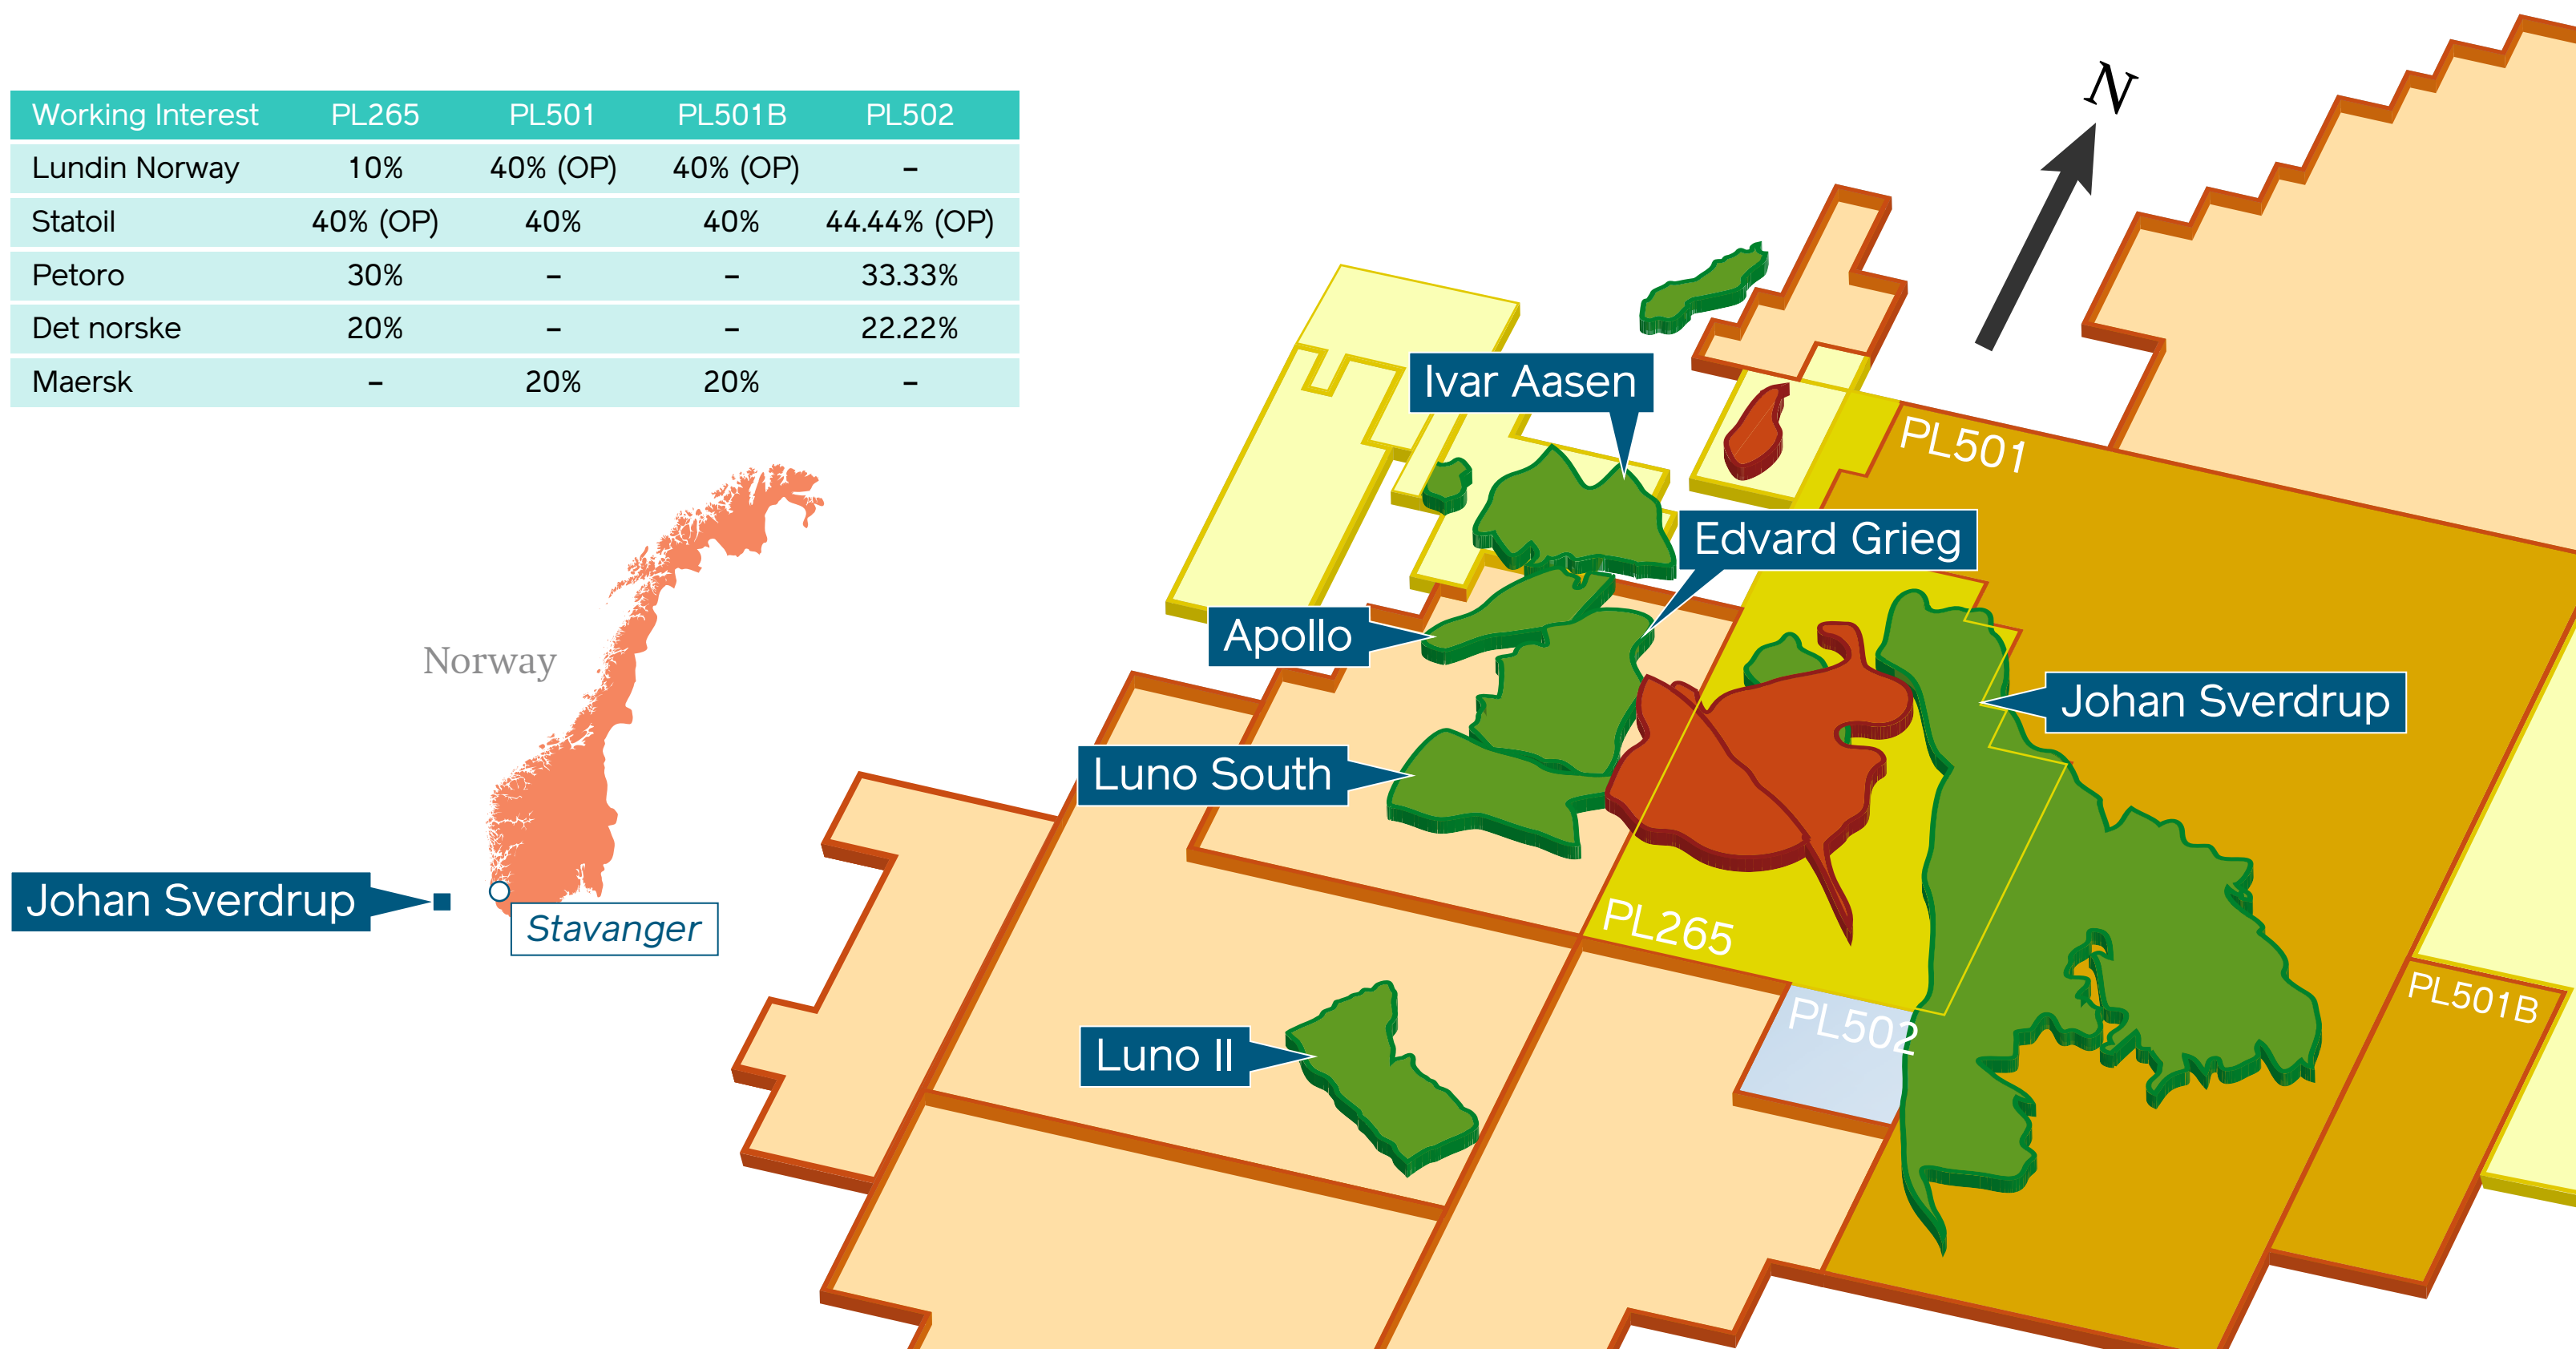 Working Interest PL265 PL501 PL501B PL502
Lundin Norway 10% 40% (OP) 40% (OP) –
Statoil 40% (OP) 40% 40% 44.44% (OP)
Petoro 30% – – 33.33%
Det norske 20% – – 22.22%
Maersk – 20% 20% –
N
Ivar Aasen
PL501
Edvard Grieg
Apollo
Norway
Johan Sverdrup
Luno South
Johan Sverdrup
Stavanger
PL265
PL501B
PL502
Luno II